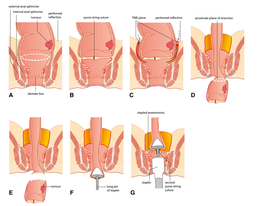 external anal sphincter
internal anal sphincter
tumour
peritoneal reflection
dentate line
A
purse string suture
B
TME plane
peritoneal reflection
C
proximal plane of resection
D
tumour
E
long pin of stapler
F
stapled anastomosis
stapler
second purse string suture
G